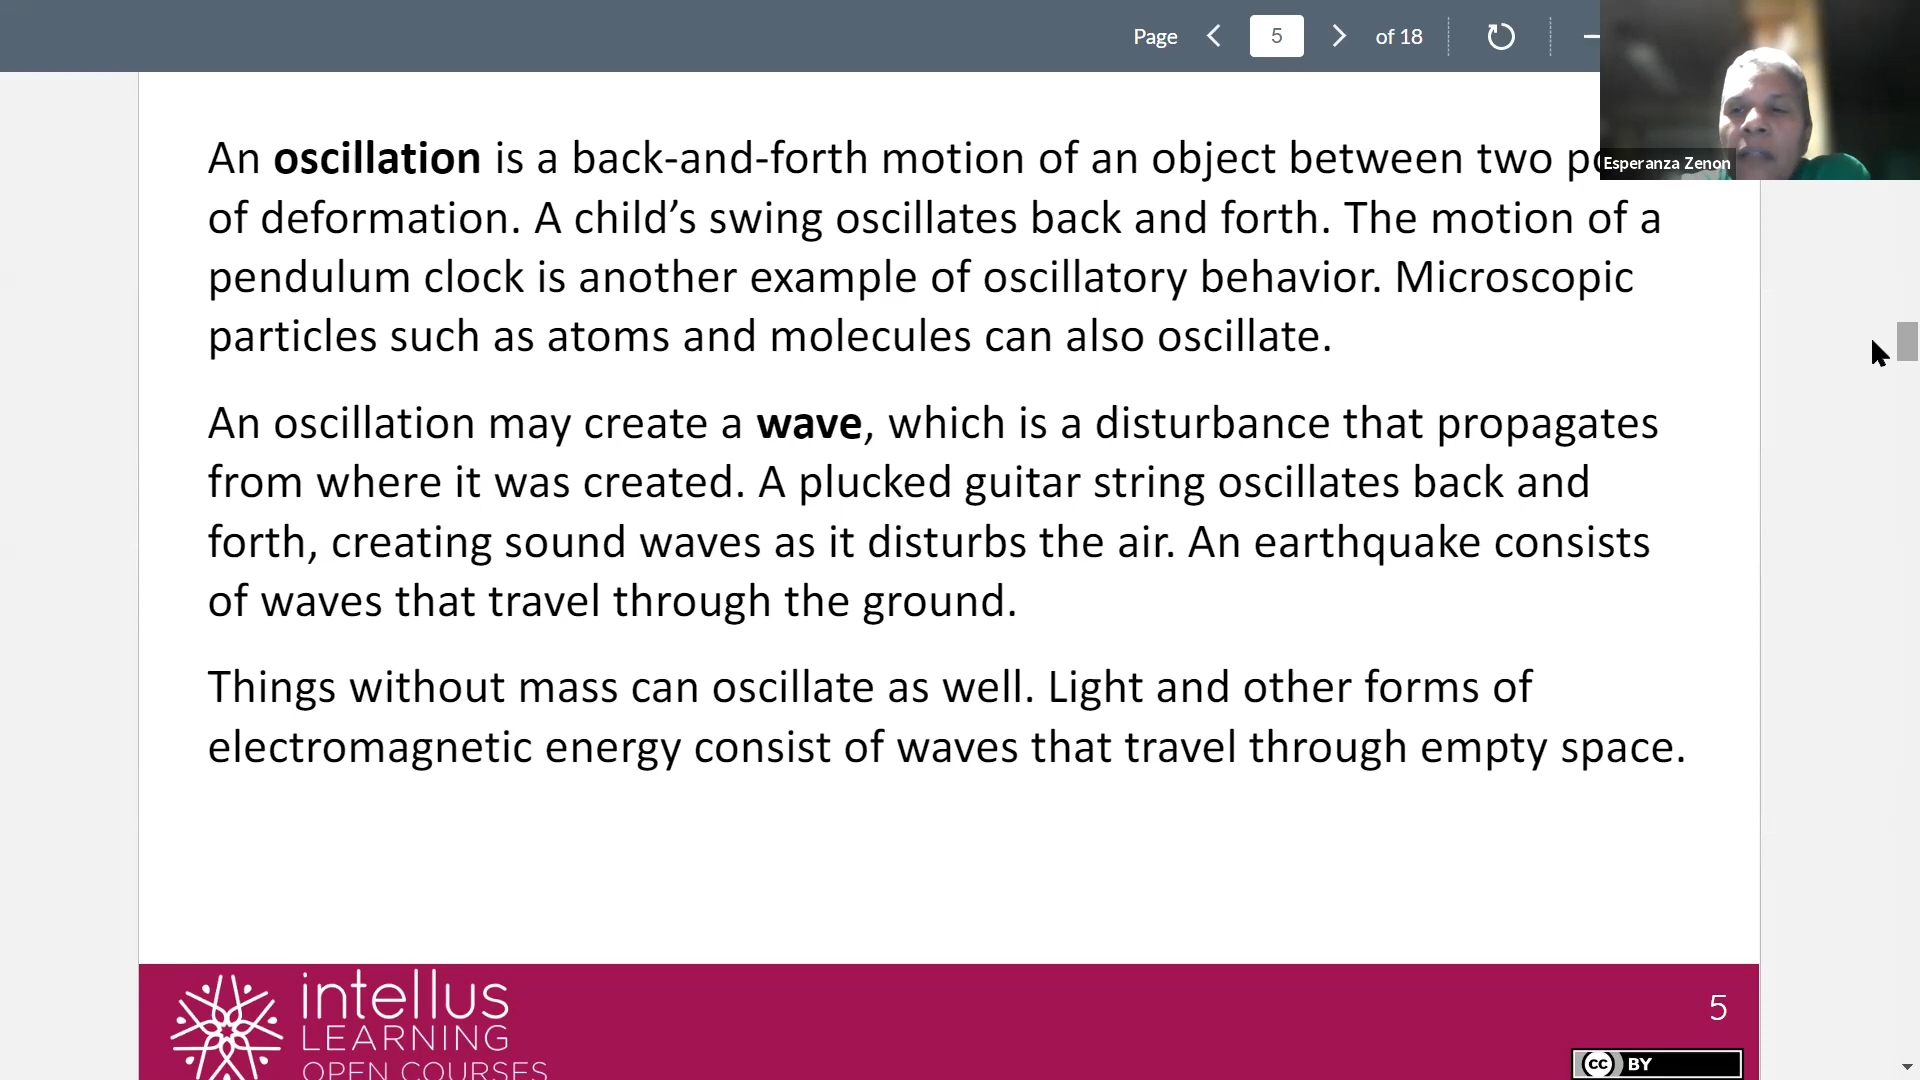 Page 5 of 18
Esperanza Zenon
An oscillation is a back-and-forth motion of an object between two
of deformation. A child’s swing oscillates back and forth. The motion of a
pendulum clock is another example of oscillatory behavior. Microscopic
particles such as atoms and molecules can also oscillate.
An oscillation may create a wave, which is a disturbance that propagates
from where it was created. A plucked guitar string oscillates back and
forth, creating sound waves as it disturbs the air. An earthquake consists
of waves that travel through the ground.
Things without mass can oscillate as well. Light and other forms of
electromagnetic energy consist of waves that travel through empty space.
intellus
LEARNING
OPEN COURSES
5
cc BY